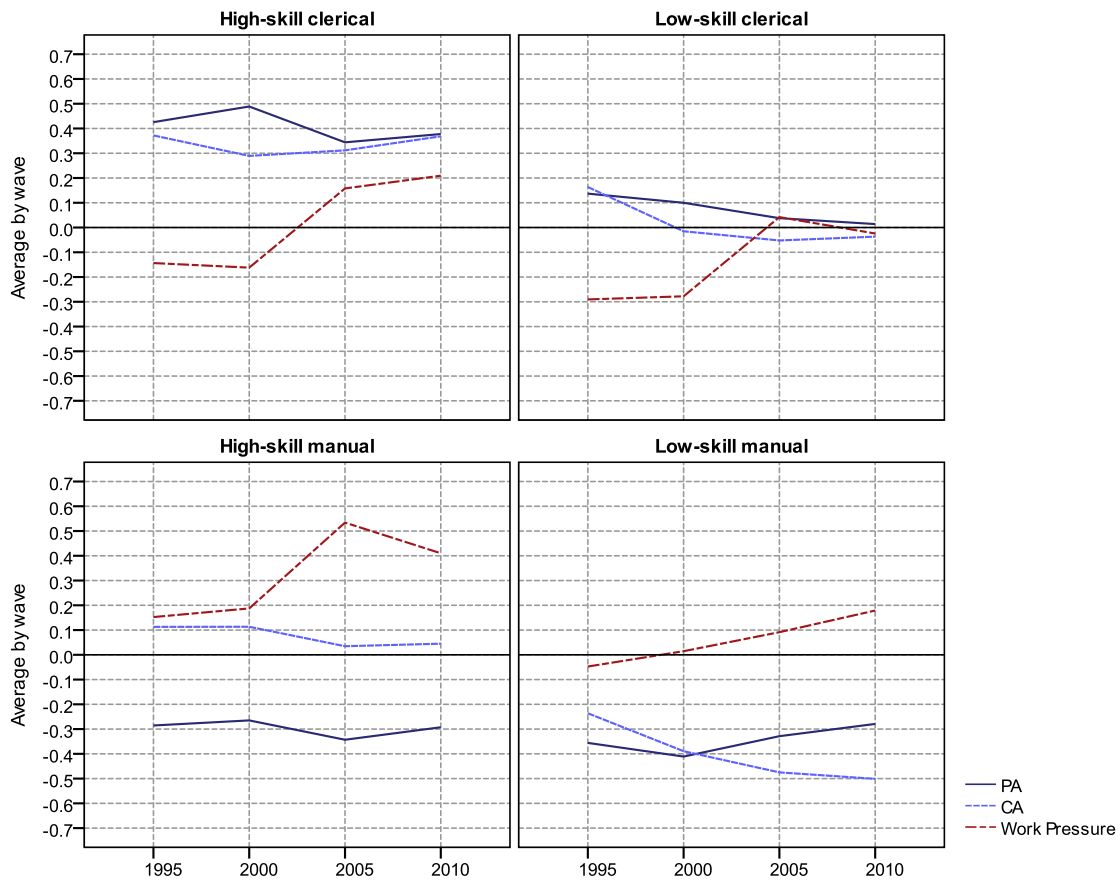 High-skill clerical
Low-skill clerical
Average by wave
0.7
0.6
0.5
0.4
0.3
0.2
0.1
0.0
-0.1
-0.2
-0.3
-0.4
-0.5
-0.6
-0.7
High-skill manual
Low-skill manual
Average by wave
0.7
0.6
0.5
0.4
0.3
0.2
0.1
0.0
-0.1
-0.2
-0.3
-0.4
-0.5
-0.6
-0.7
1995 2000 2005 2010
1995 2000 2005 2010
PA
CA
Work Pressure